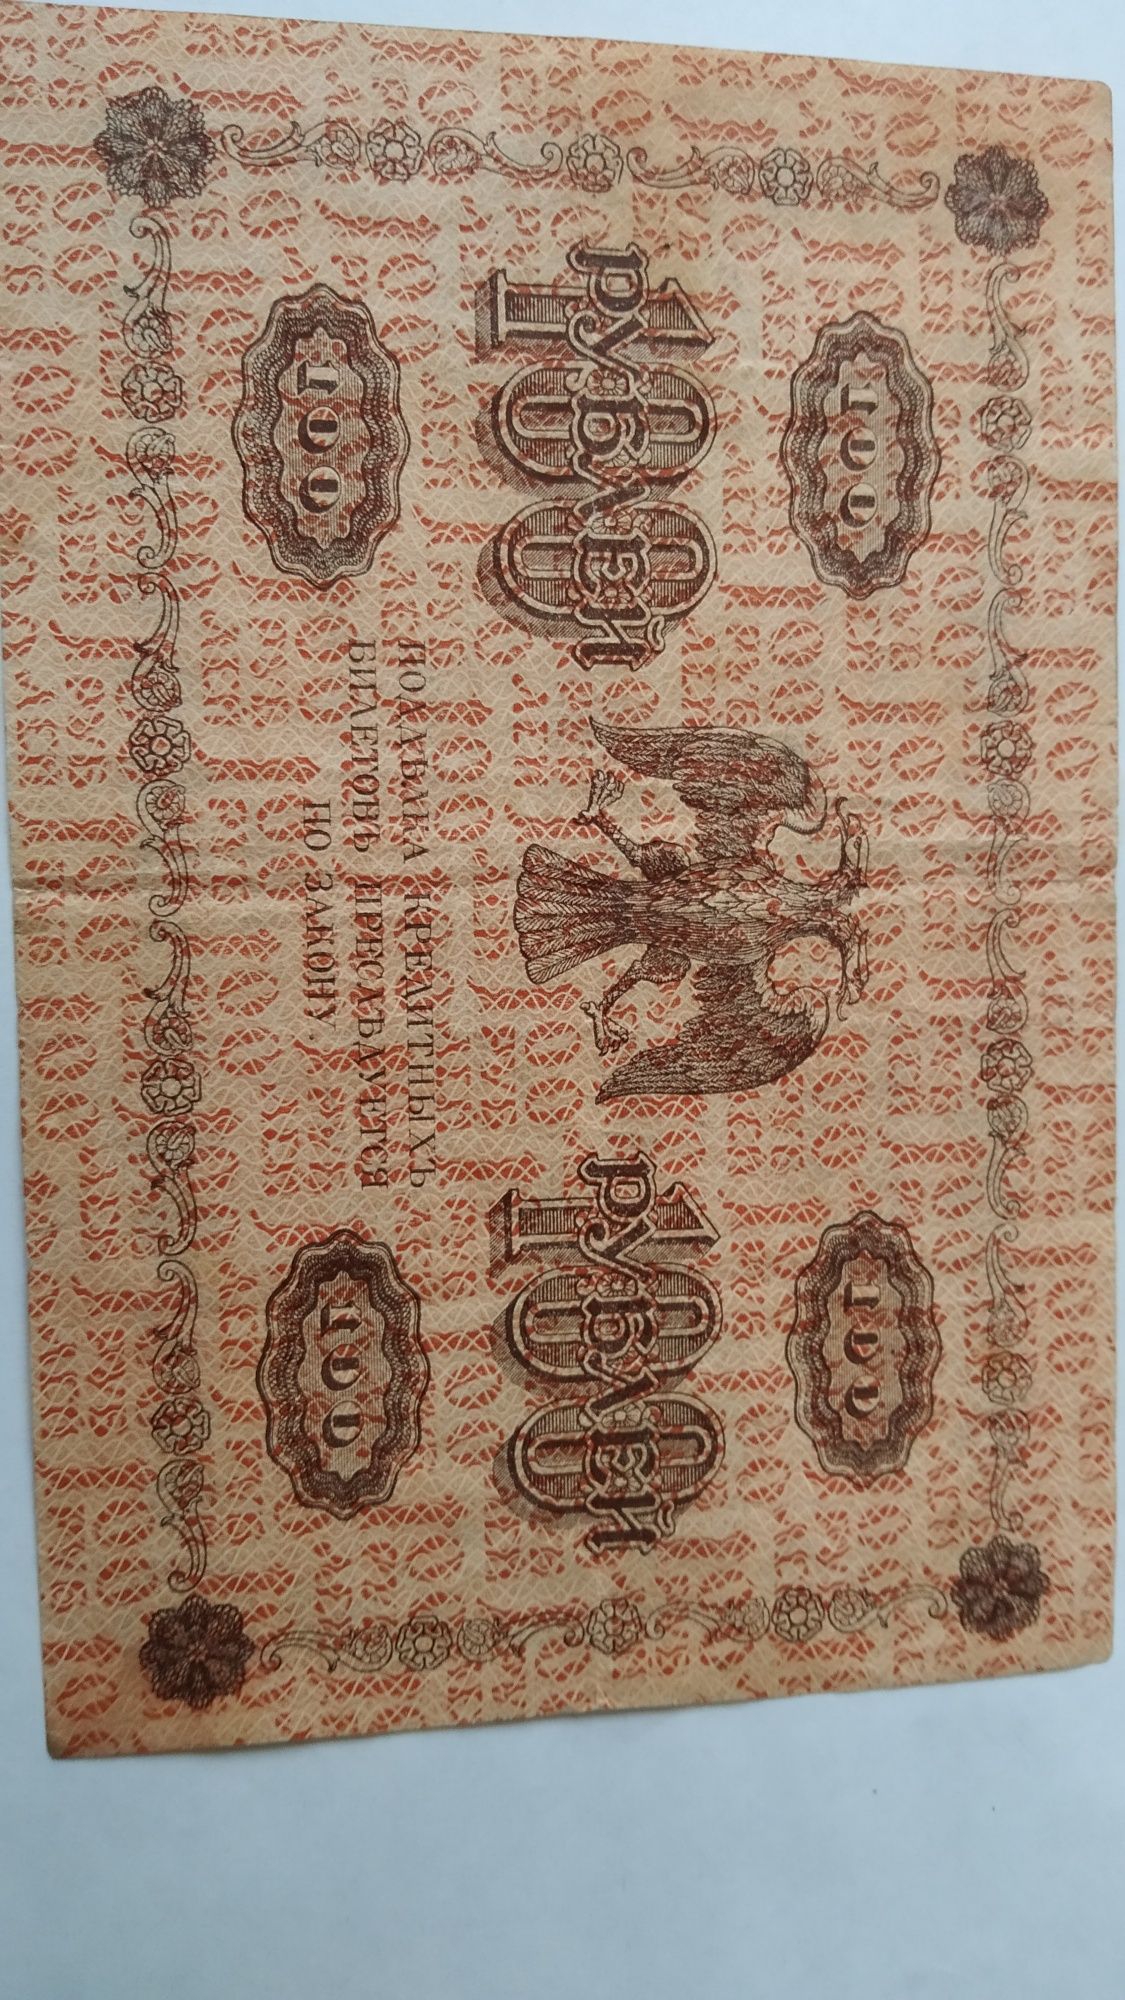 100
100
100
РУБЛЕЙ
100
РУБЛЕЙ
ПОДДѢЛКА КРЕДИТНЫХЪ
БИЛЕТОВЪ ПРЕСЛѢДУЕТСЯ
ПО ЗАКОНУ.
100
100